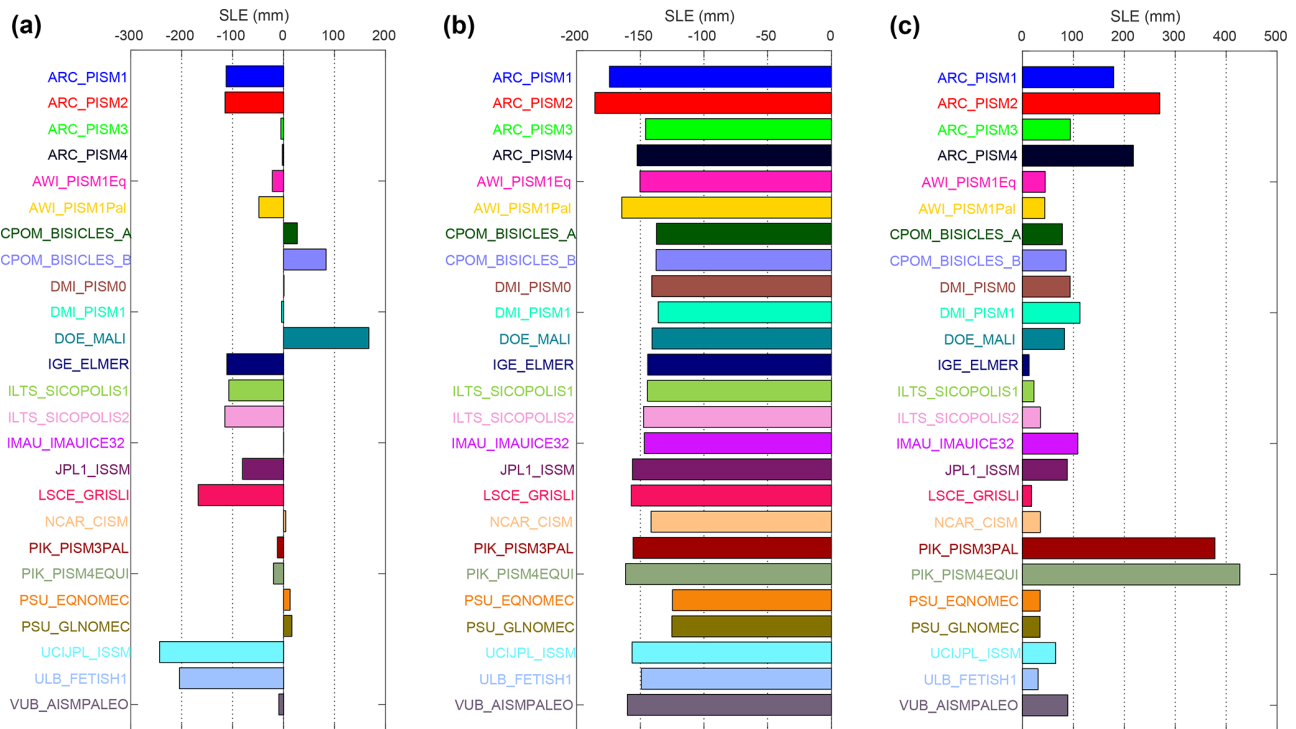 (a)
SLE (mm)
-300 -200 -100 0 100 200
ARC_PISM1
ARC_PISM2
ARC_PISM3
ARC_PISM4
AWI_PISM1Eq
AWI_PISM1Pal
CPOM_BISICLES_A
CPOM_BISICLES_B
DMI_PISM0
DMI_PISM1
DOE_MALI
IGE_ELMER
ILTS_SICOPOLIS1
ILTS_SICOPOLIS2
IMAU_IMAUICE32
JPL1_ISSM
LSCE_GRISLI
NCAR_CISM
PIK_PISM3PAL
PIK_PISM4EQUI
PSU_EQNOMEC
PSU_GLNOMEC
UCIJPL_ISSM
ULB_FETISH1
VUB_AISMPALEO
(b)
SLE (mm)
-200 -150 -100 -50 0
ARC_PISM1
ARC_PISM2
ARC_PISM3
ARC_PISM4
AWI_PISM1Eq
AWI_PISM1Pal
CPOM_BISICLES_A
CPOM_BISICLES_B
DMI_PISM0
DMI_PISM1
DOE_MALI
IGE_ELMER
ILTS_SICOPOLIS1
ILTS_SICOPOLIS2
IMAU_IMAUICE32
JPL1_ISSM
LSCE_GRISLI
NCAR_CISM
PIK_PISM3PAL
PIK_PISM4EQUI
PSU_EQNOMEC
PSU_GLNOMEC
UCIJPL_ISSM
ULB_FETISH1
VUB_AISMPALEO
(c)
SLE (mm)
0 100 200 300 400 500
ARC_PISM1
ARC_PISM2
ARC_PISM3
ARC_PISM4
AWI_PISM1Eq
AWI_PISM1Pal
CPOM_BISICLES_A
CPOM_BISICLES_B
DMI_PISM0
DMI_PISM1
DOE_MALI
IGE_ELMER
ILTS_SICOPOLIS1
ILTS_SICOPOLIS2
IMAU_IMAUICE32
JPL1_ISSM
LSCE_GRISLI
NCAR_CISM
PIK_PISM3PAL
PIK_PISM4EQUI
PSU_EQNOMEC
PSU_GLNOMEC
UCIJPL_ISSM
ULB_FETISH1
VUB_AISMPALEO